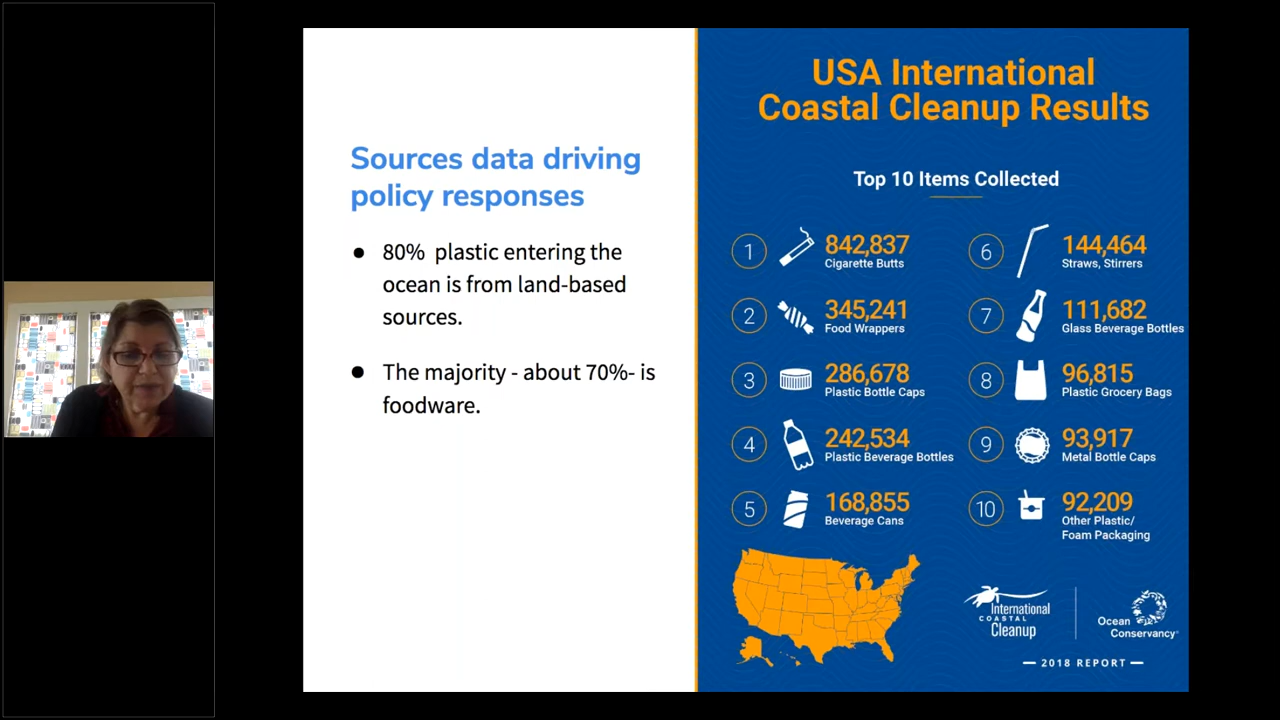 Sources data driving
policy responses
● 80% plastic entering the
ocean is from land-based
sources.
● The majority - about 70%- is
foodware.
USA International
Coastal Cleanup Results
Top 10 Items Collected
1 842,837
Cigarette Butts
2 345,241
Food Wrappers
3 286,678
Plastic Bottle Caps
4 242,534
Plastic Beverage Bottles
5 168,855
Beverage Cans
6 144,464
Straws, Stirrers
7 111,682
Glass Beverage Bottles
8 96,815
Plastic Grocery Bags
9 93,917
Metal Bottle Caps
10 92,209
Other Plastic/
Foam Packaging
International
COASTAL
Cleanup
Ocean
Conservancy®
2018 REPORT